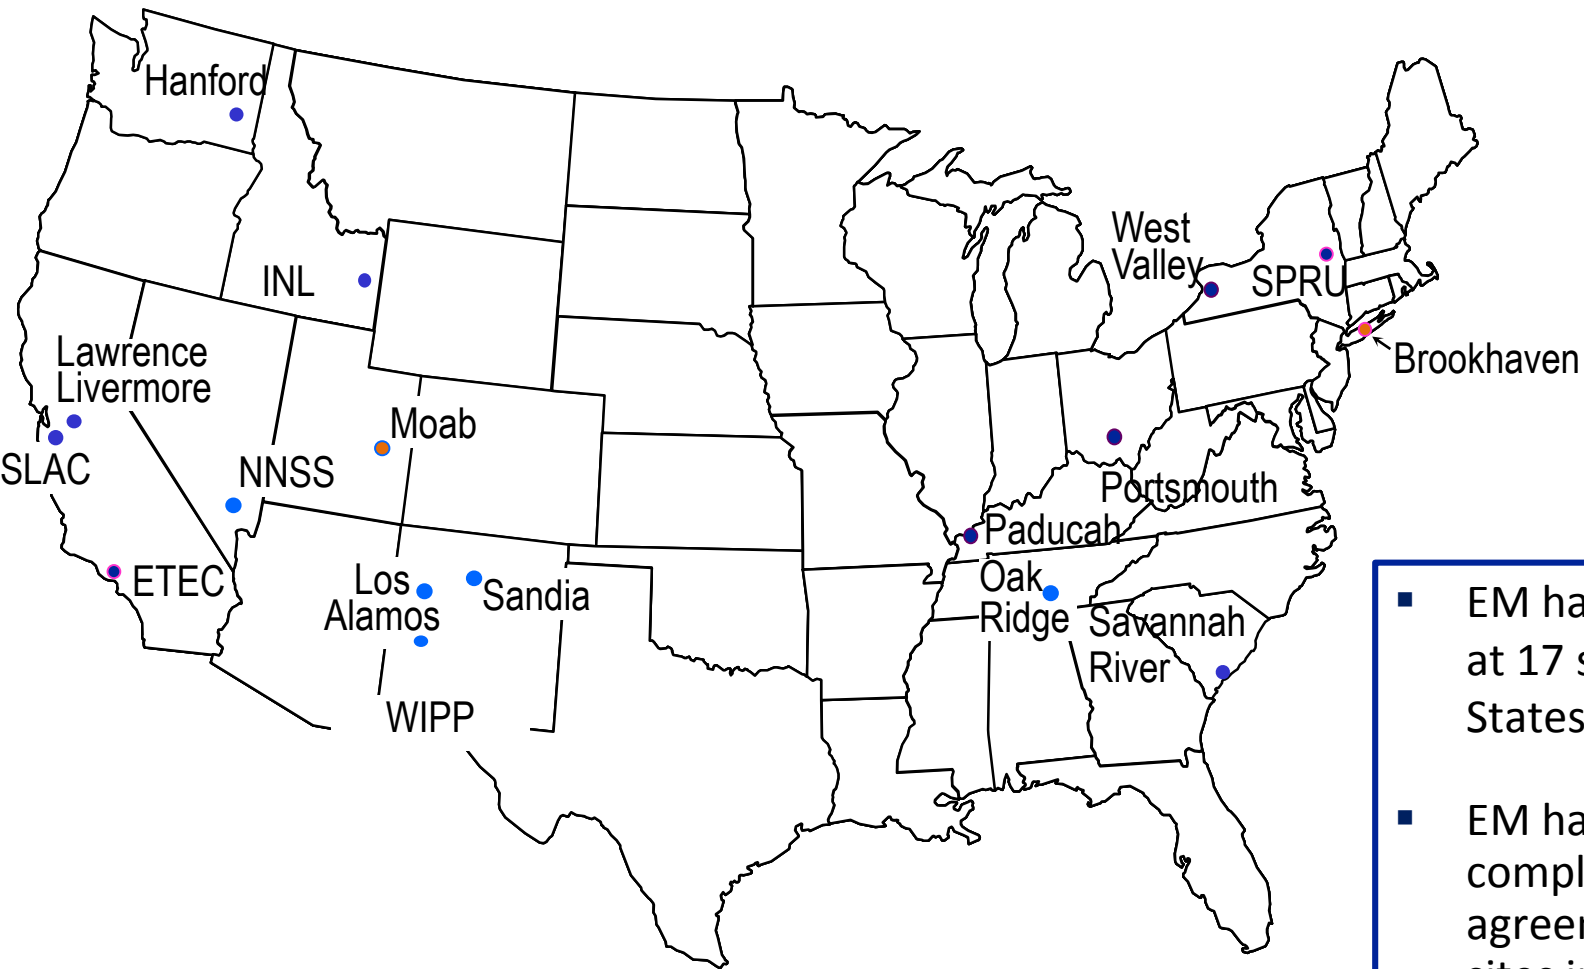 Hanford
INL
Lawrence
Livermore
SLAC
NNSS
Moab
ETEC
Los
Alamos
Sandia
WIPP
West
Valley
SPRU
Brookhaven
Portsmouth
Paducah
Oak
Ridge
Savannah
River
▪ EM ha
at 17 s
States
▪ EM ha
compl
agreer